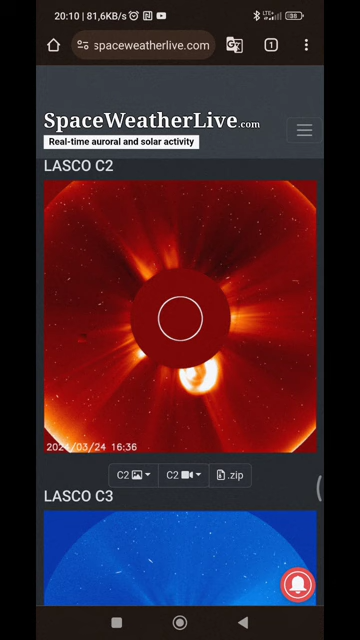 20:10 | 81,6KB/s
spaceweatherlive.com
1
SpaceWeatherLive.com
Real-time auroral and solar activity
LASCO C2
2024/03/24 16:36
C2
C2
.zip
LASCO C3